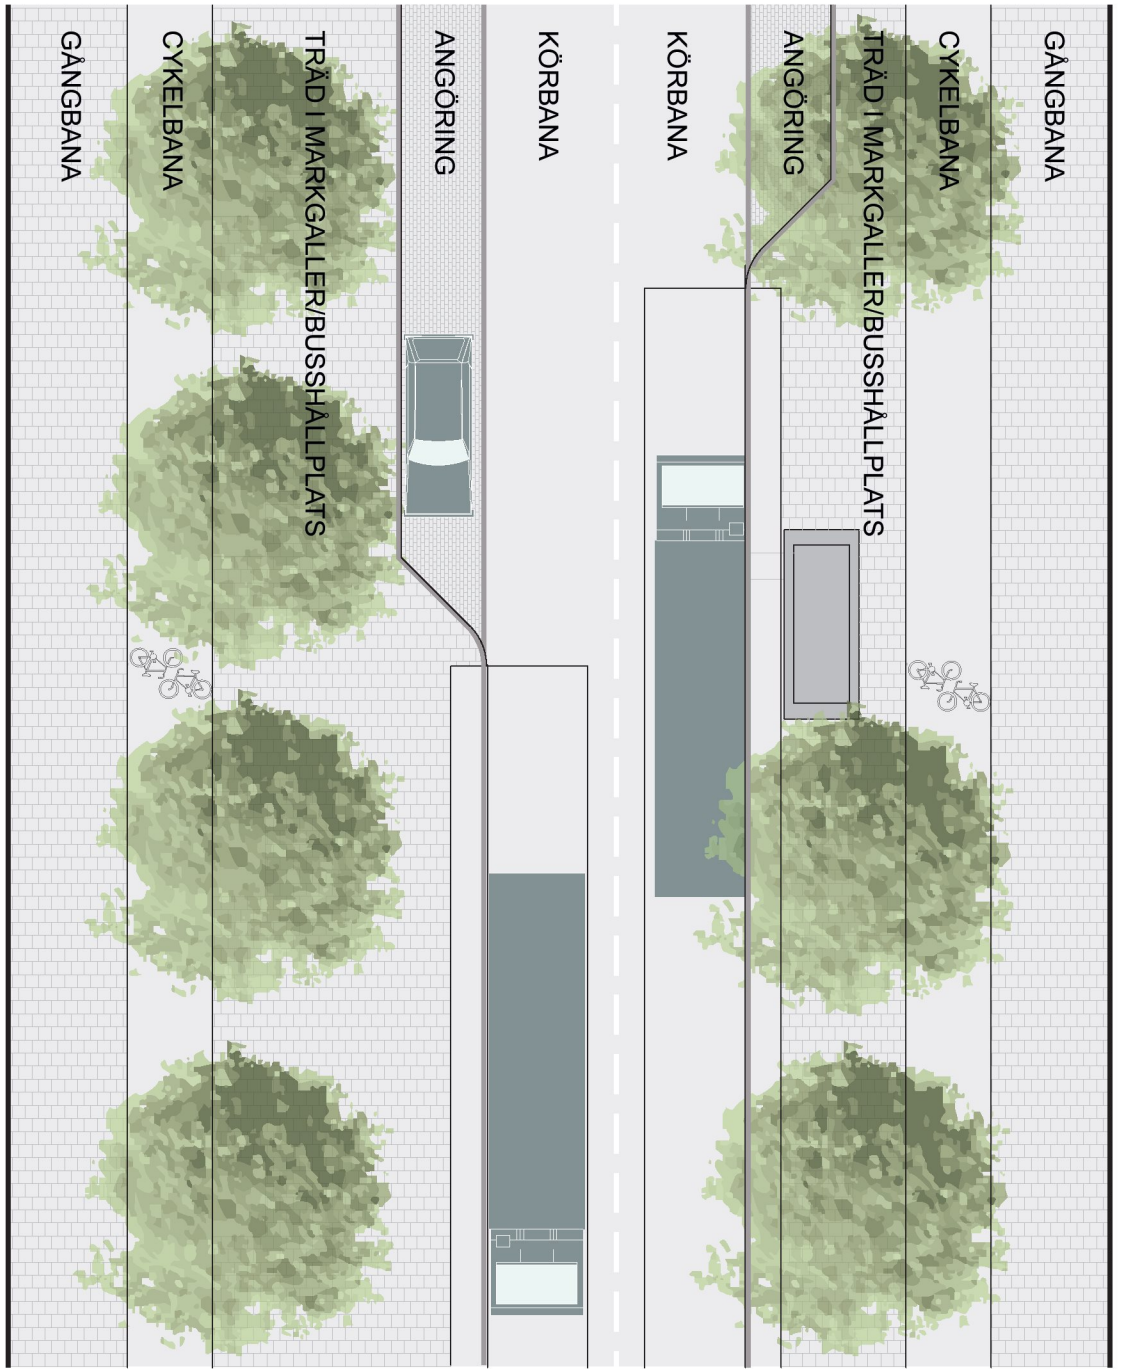 GÅNGBANA
CYKELBANA
TRÄD I MARKGALLER/BUSSHÅLLPLATS
ANGÖRING
KÖRBANA
KÖRBANA
ANGÖRING
TRÄD I MARKGALLER/BUSSHÅLLPLATS
CYKELBANA
GÅNGBANA